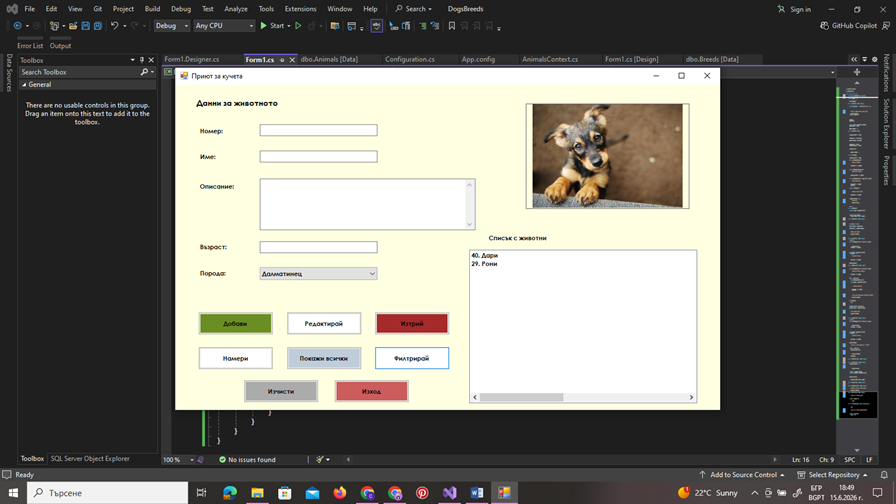 File Edit View Git Project Build Debug Test Analyze Tools Extensions Window Help Search DogsBreeds Sign in
Debug Any CPU Start GitHub Copilot
Error List Output
Toolbox Form1.Designer.cs Form1.cs dbo.Animals [Data] Configuration.cs App.config AnimalsContext.cs Form1.cs [Design] dbo.Breeds [Data]
Search Toolbox
General
There are no usable controls in this group.
Drag an item onto this text to add it to the
toolbox.
Data Sources
Приют за кучета
Данни за животното
Номер:
Име:
Описание:
Възраст:
Порода: Далматинец
Списък с животни
40. Дари
29. Рони
Добави Редактирай Изтрий
Намери Покажи всички Филтрирай
Изчисти Изход
Notifications
Solution Explorer
Properties
Toolbox SQL Server Object Explorer
100 % No issues found Ln: 16 Ch: 9 SPC LF
Ready Add to Source Control Select Repository
Търсене 22°C Sunny БГР 18:49
BGPT 15.6.2026 г.